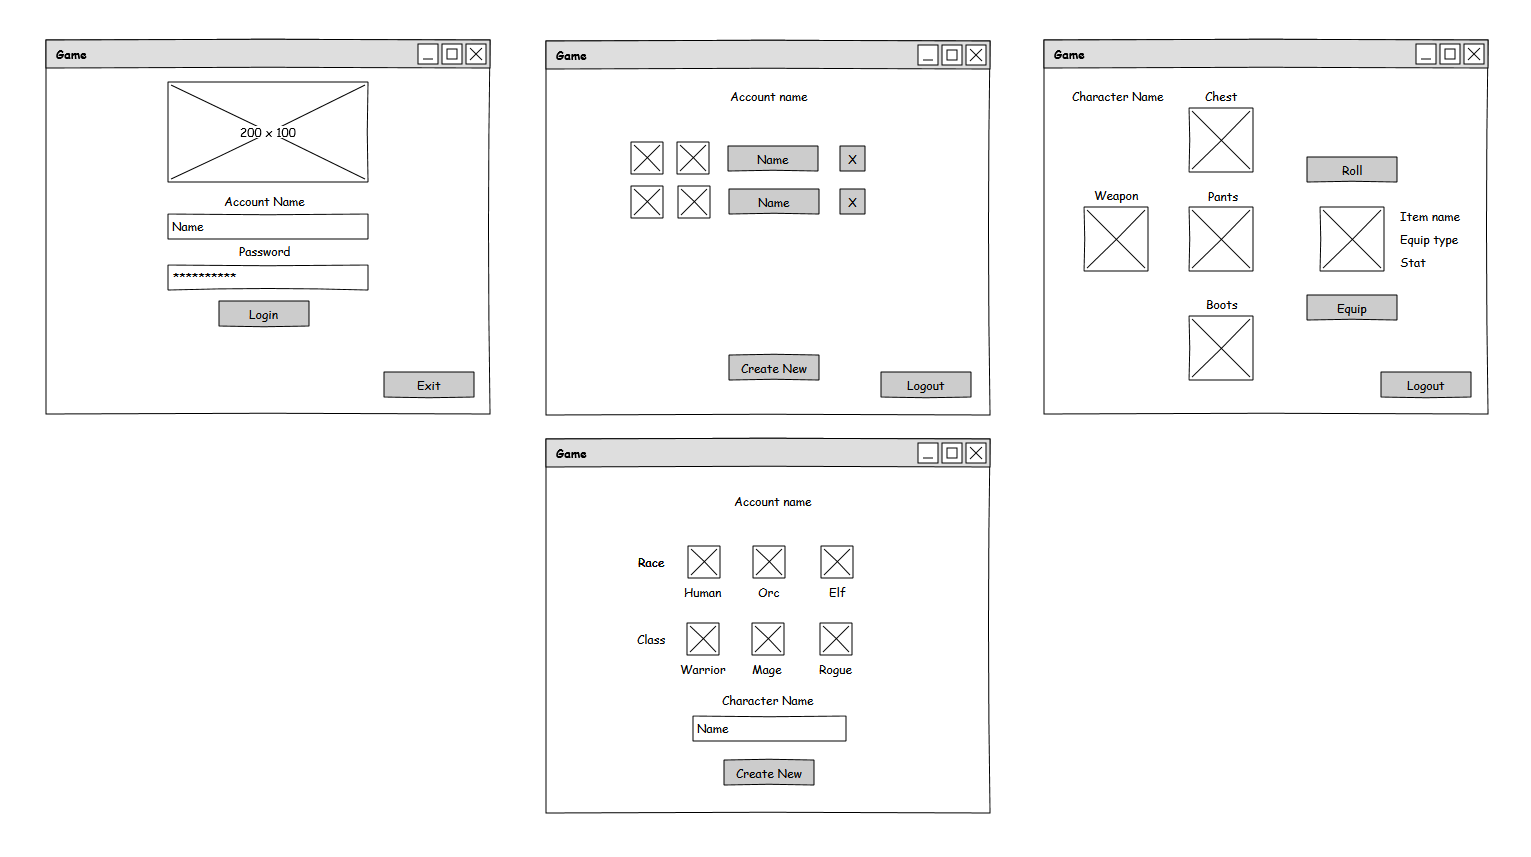 Game
200 x 100
Account Name
Name
Password
**********
Login
Exit
Game
Account name
Name X
Name X
Create New
Logout
Game
Character Name
Chest
Roll
Weapon
Pants
Item name
Equip type
Stat
Boots
Equip
Logout
Game
Account name
Race
Human Orc Elf
Class
Warrior Mage Rogue
Character Name
Name
Create New